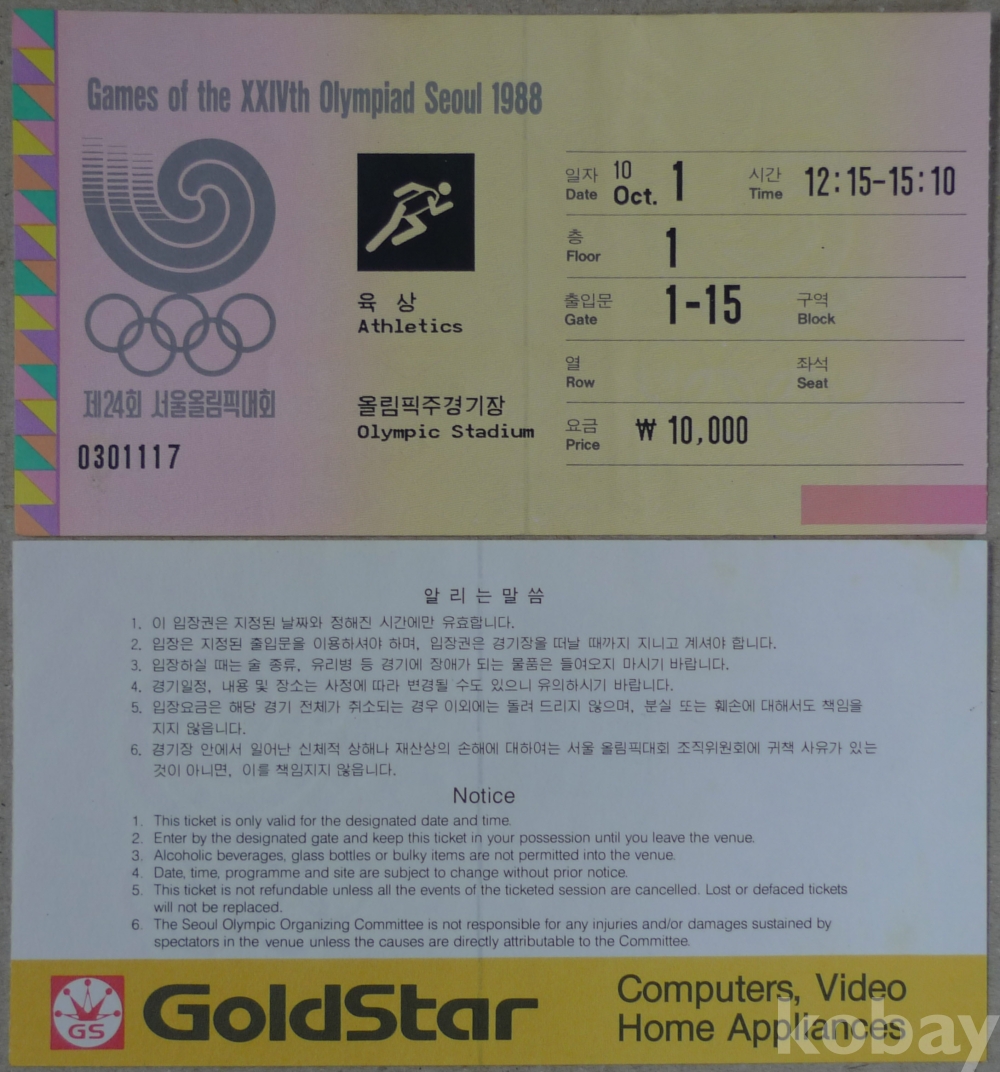 Games of the XXIVth Olympiad Seoul 1988
제24회 서울올림픽대회
0301117
육 상
Athletics
올림픽주경기장
Olympic Stadium
일자 10 시간
Date Oct. 1 Time 12:15-15:10
층
Floor 1
출입문 구역
Gate 1-15 Block
열 좌석
Row Seat
요금
Price ₩ 10,000
알 리 는 말 씀
1. 이 입장권은 지정된 날짜와 정해진 시간에만 유효합니다.
2. 입장은 지정된 출입문을 이용하셔야 하며, 입장권은 경기장을 떠날 때까지 지니고 계셔야 합니다.
3. 입장하실 때는 술 종류, 유리병 등 경기에 장애가 되는 물품은 들여오지 마시기 바랍니다.
4. 경기일정, 내용 및 장소는 사정에 따라 변경될 수도 있으니 유의하시기 바랍니다.
5. 입장요금은 해당 경기 전체가 취소되는 경우 이외에는 돌려 드리지 않으며, 분실 또는 훼손에 대해서도 책임을
지지 않읍니다.
6. 경기장 안에서 일어난 신체적 상해나 재산상의 손해에 대하여는 서울 올림픽대회 조직위원회에 귀책 사유가 있는
것이 아니면, 이를 책임지지 않읍니다.
Notice
1. This ticket is only valid for the designated date and time.
2. Enter by the designated gate and keep this ticket in your possession until you leave the venue.
3. Alcoholic beverages, glass bottles or bulky items are not permitted into the venue.
4. Date, time, programme and site are subject to change without prior notice.
5. This ticket is not refundable unless all the events of the ticketed session are cancelled. Lost or defaced tickets
will not be replaced.
6. The Seoul Olympic Organizing Committee is not responsible for any injuries and/or damages sustained by
spectators in the venue unless the causes are directly attributable to the Committee.
GS
GoldStar
Computers, Video
Home Appliances
kobay